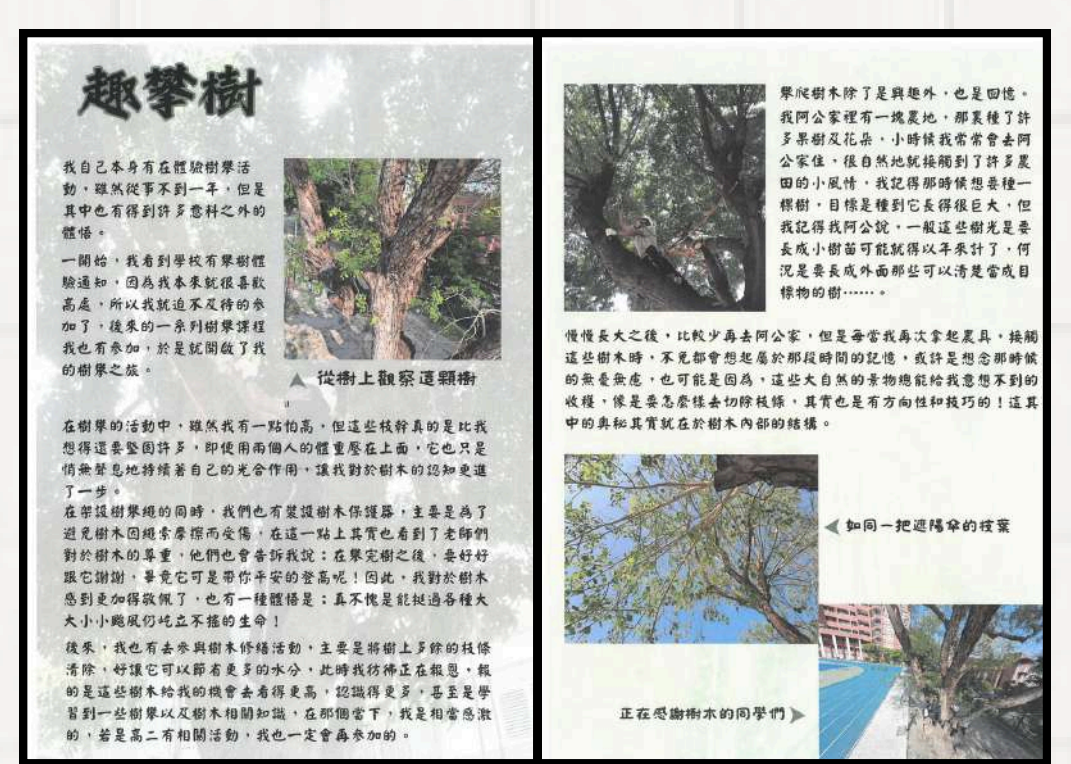 趣攀樹
我自己本身有在體驗樹攀活
動，雖然從事不到一年，但是
其中也有得到許多意料之外的
體悟。
一開始，我看到學校有攀樹體
驗通知，因為我本來就很喜歡
高處，所以我就迫不及待的參
加了，後來的一系列樹攀課程
我也有參加，於是就開啟了我
的樹攀之旅。
從樹上觀察這顆樹
在樹攀的活動中，雖然我有一點怕高，但這些枝幹真的是比我
想得還要堅固許多，即使用兩個人的體重壓在上面，它也只是
悄無聲息地持續著自己的光合作用，讓我對於樹木的認知更進
了一步。
在架設樹攀繩的同時，我們也有裝設樹木保護器，主要是為了
避免樹木因繩索摩擦而受傷，在這一點上其實也看到了老師們
對於樹木的尊重，他們也會告訴我說：在攀完樹之後，要好好
跟它謝謝，畢竟它可是帶你平安的登高呢！因此，我對於樹木
感到更加得敬佩了，也有一種體悟是：真不愧是能挺過各種大
大小小颱風仍屹立不搖的生命！
後來，我也有去參與樹木修繕活動，主要是將樹上多餘的枝條
清除，好讓它可以節省更多的水分，此時我彷彿正在報恩，報
的是這些樹木給我的機會去看得更高，認識得更多，甚至是學
習到一些樹攀以及樹木相關知識，在那個當下，我是相當感激
的，若是高二有相關活動，我也一定會再參加的。
攀爬樹木除了是興趣外，也是回憶。
我阿公家裡有一塊農地，那裏種了許
多果樹及花朵，小時候我常常會去阿
公家住，很自然地就接觸到了許多農
田的小風情，我記得那時候想要種一
棵樹，目標是種到它長得很巨大，但
我記得我阿公說，一般這些樹光是要
長成小樹苗可能就得以年來計了，何
況是要長成外面那些可以清楚當成目
標物的樹……。
慢慢長大之後，比較少再去阿公家，但是每當我再次拿起農具，接觸
這些樹木時，不免都會想起屬於那段時間的記憶，或許是想念那時候
的無憂無慮，也可能是因為，這些大自然的景物總能給我意想不到的
收穫，像是要怎麼樣去切除枝條，其實也是有方向性和技巧的！這其
中的奧秘其實就在於樹木內部的結構。
如同一把遮陽傘的枝葉
正在感謝樹木的同學們